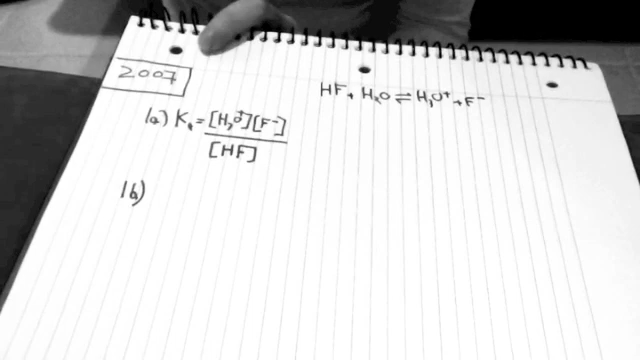 2007
HF + H₂O ⇌ H₃O⁺ + F⁻
1a) Kₐ = [H₃O⁺][F⁻]
[HF]
1b)